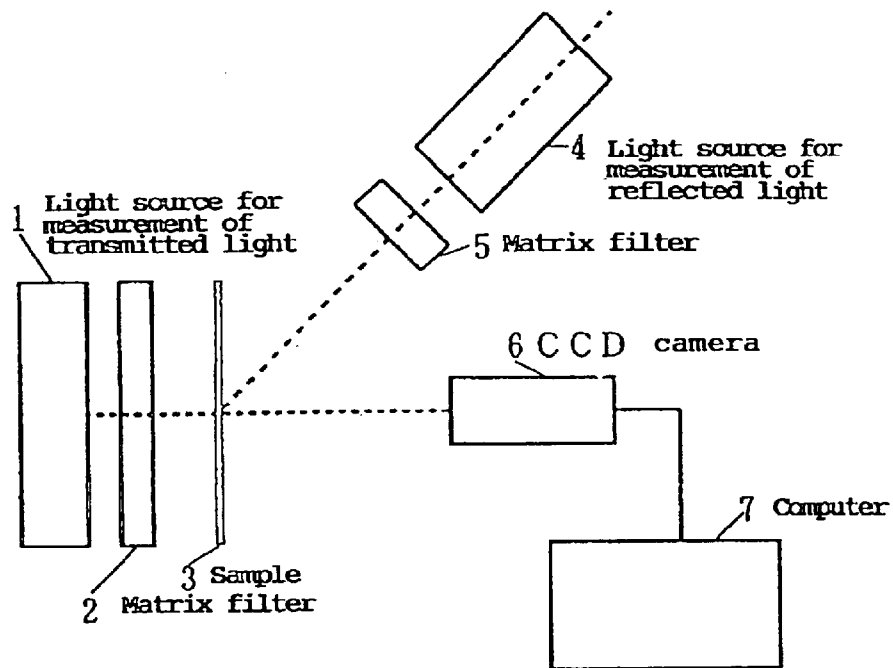 1 Light source for
measurement of
transmitted light
4 Light source for
measurement of
reflected light
5 Matrix filter
6 CCD camera
7 Computer
3 Sample
2 Matrix filter